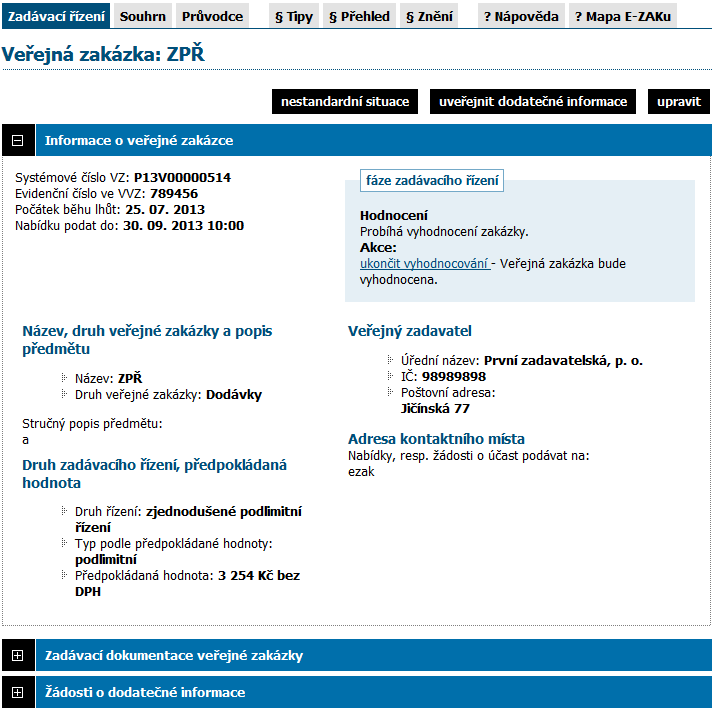 Zadávací řízení Souhrn Průvodce § Tipy § Přehled § Znění ? Nápověda ? Mapa E-ZAKu
Veřejná zakázka: ZPŘ
nestandardní situace uveřejnit dodatečné informace upravit
Informace o veřejné zakázce
Systémové číslo VZ: P13V00000514
Evidenční číslo ve VVZ: 789456
Počátek běhu lhůt: 25. 07. 2013
Nabídku podat do: 30. 09. 2013 10:00
fáze zadávacího řízení
Hodnocení
Probíhá vyhodnocení zakázky.
Akce:
ukončit vyhodnocování - Veřejná zakázka bude
vyhodnocena.
Název, druh veřejné zakázky a popis
předmětu
Název: ZPŘ
Druh veřejné zakázky: Dodávky
Stručný popis předmětu:
a
Druh zadávacího řízení, předpokládaná
hodnota
Druh řízení: zjednodušené podlimitní
řízení
Typ podle předpokládané hodnoty:
podlimitní
Předpokládaná hodnota: 3 254 Kč bez
DPH
Veřejný zadavatel
Úřední název: První zadavatelská, p. o.
IČ: 98989898
Poštovní adresa:
Jičínská 77
Adresa kontaktního místa
Nabídky, resp. žádosti o účast podávat na:
ezak
Zadávací dokumentace veřejné zakázky
Žádosti o dodatečné informace